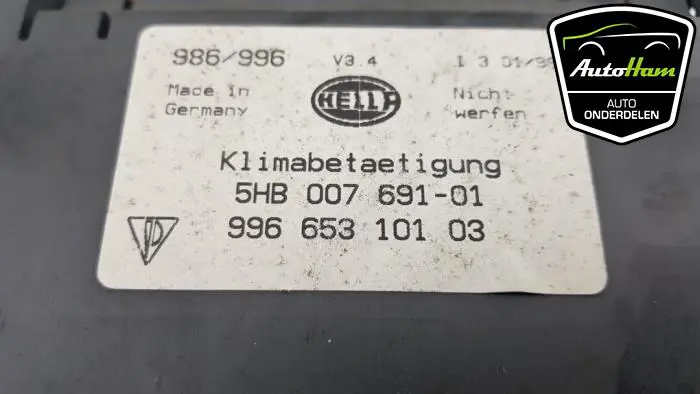 986/996 V3.4 I 3 01/99
Made in Germany
HELLA
Nicht werfen
Klimabetaetigung
5HB 007 691-01
996 653 101 03
AutoHam
AUTO
ONDERDELEN